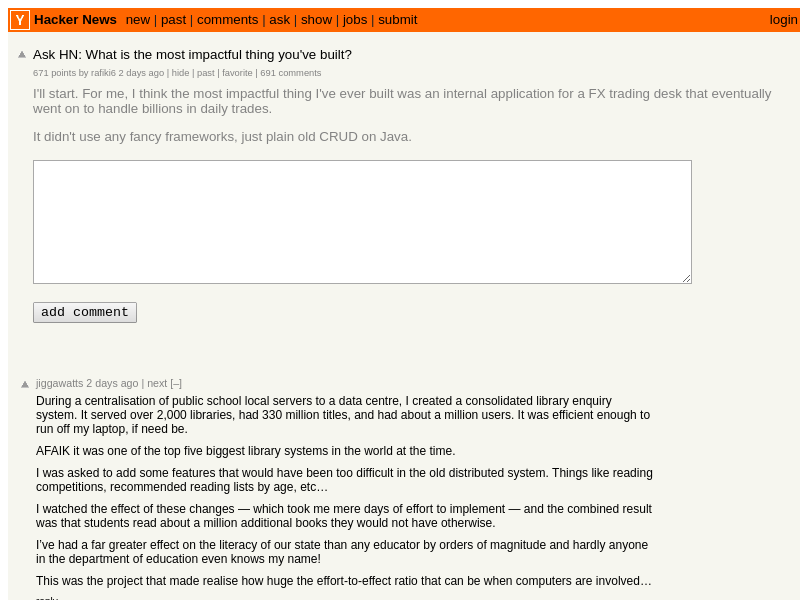 Y Hacker News new | past | comments | ask | show | jobs | submit login
Ask HN: What is the most impactful thing you've built?
671 points by rafiki6 2 days ago | hide | past | favorite | 691 comments
I'll start. For me, I think the most impactful thing I've ever built was an internal application for a FX trading desk that eventually
went on to handle billions in daily trades.
It didn't use any fancy frameworks, just plain old CRUD on Java.
add comment
jiggawatts 2 days ago | next [–]
During a centralisation of public school local servers to a data centre, I created a consolidated library enquiry
system. It served over 2,000 libraries, had 330 million titles, and had about a million users. It was efficient enough to
run off my laptop, if need be.
AFAIK it was one of the top five biggest library systems in the world at the time.
I was asked to add some features that would have been too difficult in the old distributed system. Things like reading
competitions, recommended reading lists by age, etc…
I watched the effect of these changes — which took me mere days of effort to implement — and the combined result
was that students read about a million additional books they would not have otherwise.
I've had a far greater effect on the literacy of our state than any educator by orders of magnitude and hardly anyone
in the department of education even knows my name!
This was the project that made realise how huge the effort-to-effect ratio that can be when computers are involved…
reply